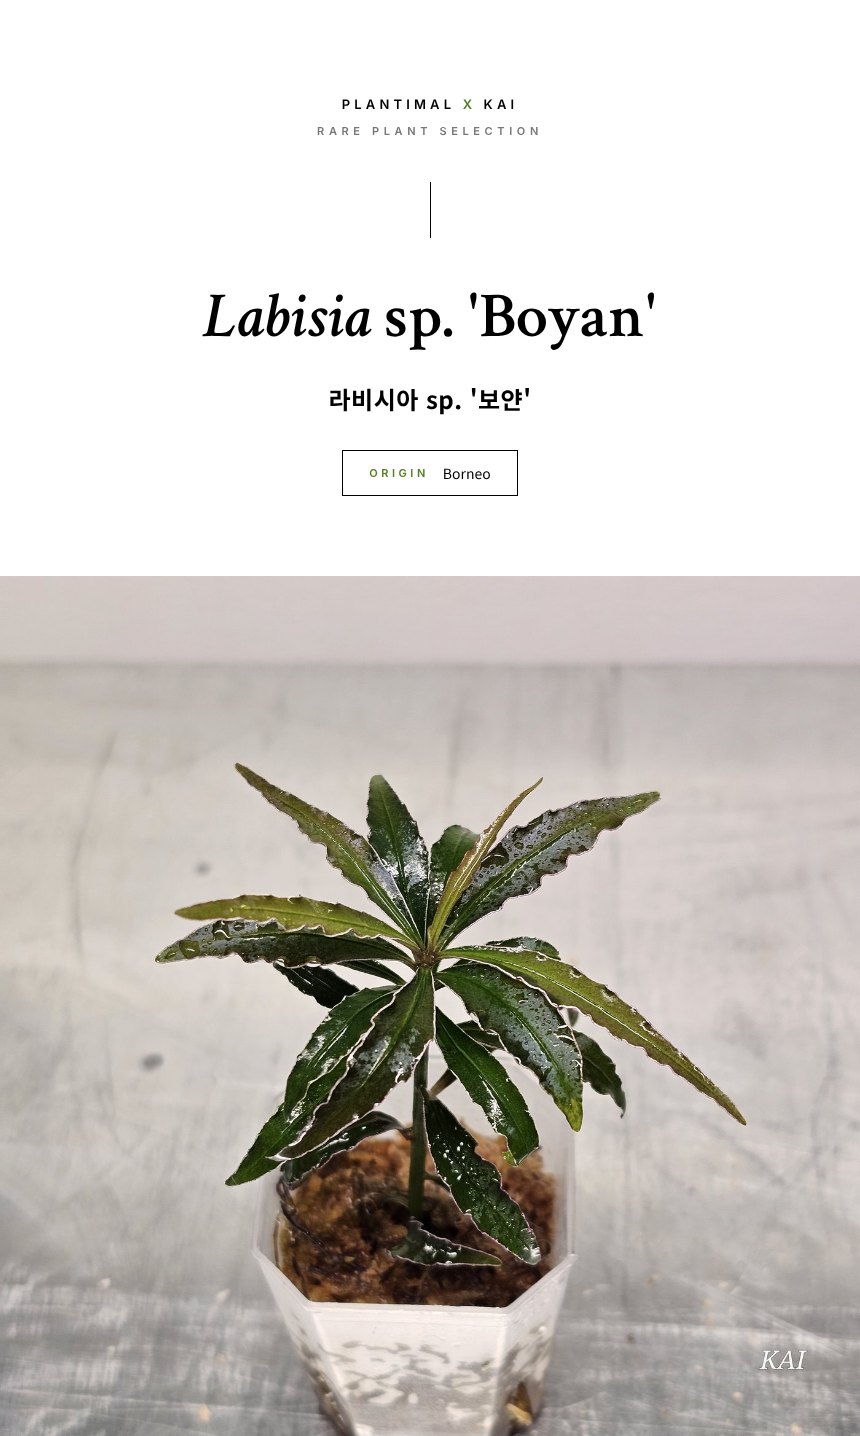 PLANTIMAL X KAI
RARE PLANT SELECTION
Labisia sp. 'Boyan'
라비시아 sp. '보얀'
ORIGIN Borneo
KAI